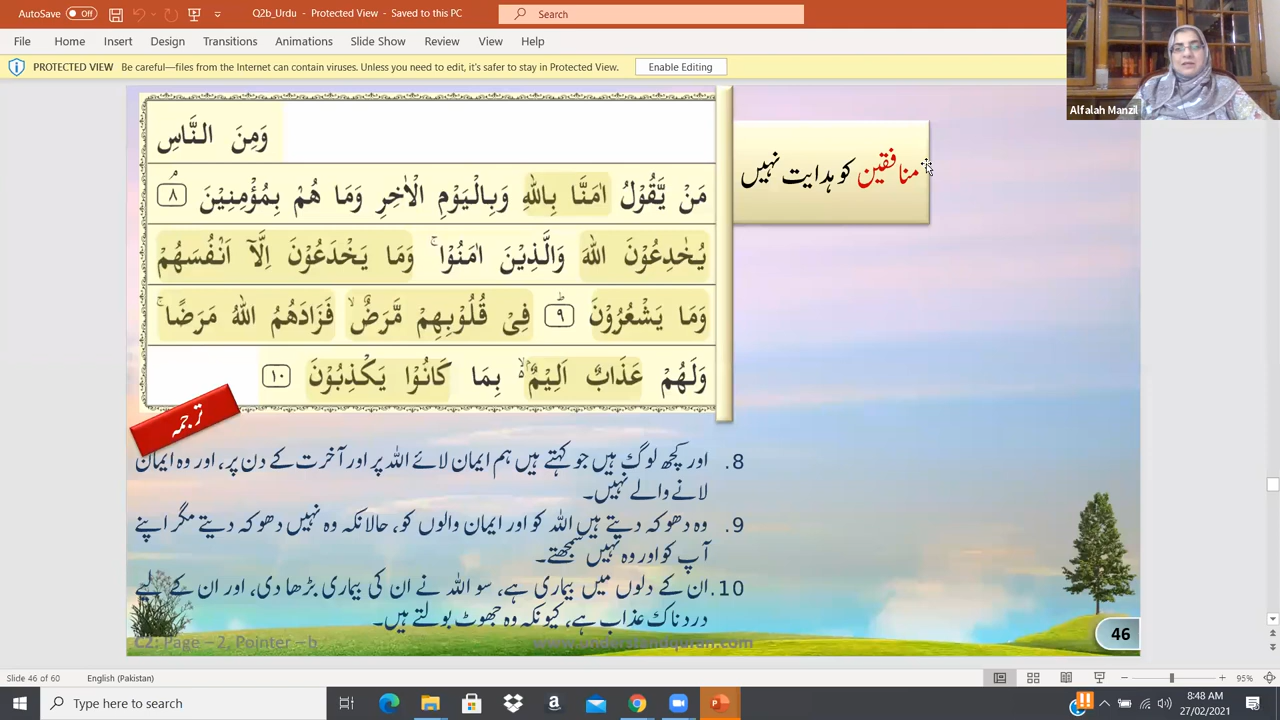 AutoSave Off Q2b_Urdu - Protected View - Saved to this PC Search
File Home Insert Design Transitions Animations Slide Show Review View Help
PROTECTED VIEW Be careful—files from the Internet can contain viruses. Unless you need to edit, it's safer to stay in Protected View. Enable Editing
Alfalah Manzil
منافقین کو ہدایت نہیں
وَمِنَ النَّاسِ
مَنْ يَّقُوْلُ اٰمَنَّا بِاللّٰهِ وَبِالْيَوْمِ الْاٰخِرِ وَمَا هُمْ بِمُؤْمِنِيْنَ ۘ ٨
يُخٰدِعُوْنَ اللّٰهَ وَالَّذِيْنَ اٰمَنُوْا ۚ وَمَا يَخْدَعُوْنَ اِلَّآ اَنْفُسَهُمْ
وَمَا يَشْعُرُوْنَ ؕ ٩ فِيْ قُلُوْبِهِمْ مَّرَضٌ ۙ فَزَادَهُمُ اللّٰهُ مَرَضًا ۚ
وَلَهُمْ عَذَابٌ اَلِيْمٌ ۢ ۙ بِمَا كَانُوْا يَكْذِبُوْنَ ١٠
ترجمہ
8. اور کچھ لوگ ہیں جو کہتے ہیں ہم ایمان لائے اللہ پر اور آخرت کے دن پر، اور وہ ایمان
لانے والے نہیں۔
9. وہ دھوکہ دیتے ہیں اللہ کو اور ایمان والوں کو، حالانکہ وہ نہیں دھوکہ دیتے مگر اپنے
آپ کو اور وہ نہیں سمجھتے۔
10. ان کے دلوں میں بیماری ہے، سو اللہ نے ان کی بیماری بڑھا دی، اور ان کے لیے
دردناک عذاب ہے، کیونکہ وہ جھوٹ بولتے ہیں۔
C2: Page – 2, Pointer – b
46
Slide 46 of 60 English (Pakistan) 95%
Type here to search
8:48 AM
27/02/2021